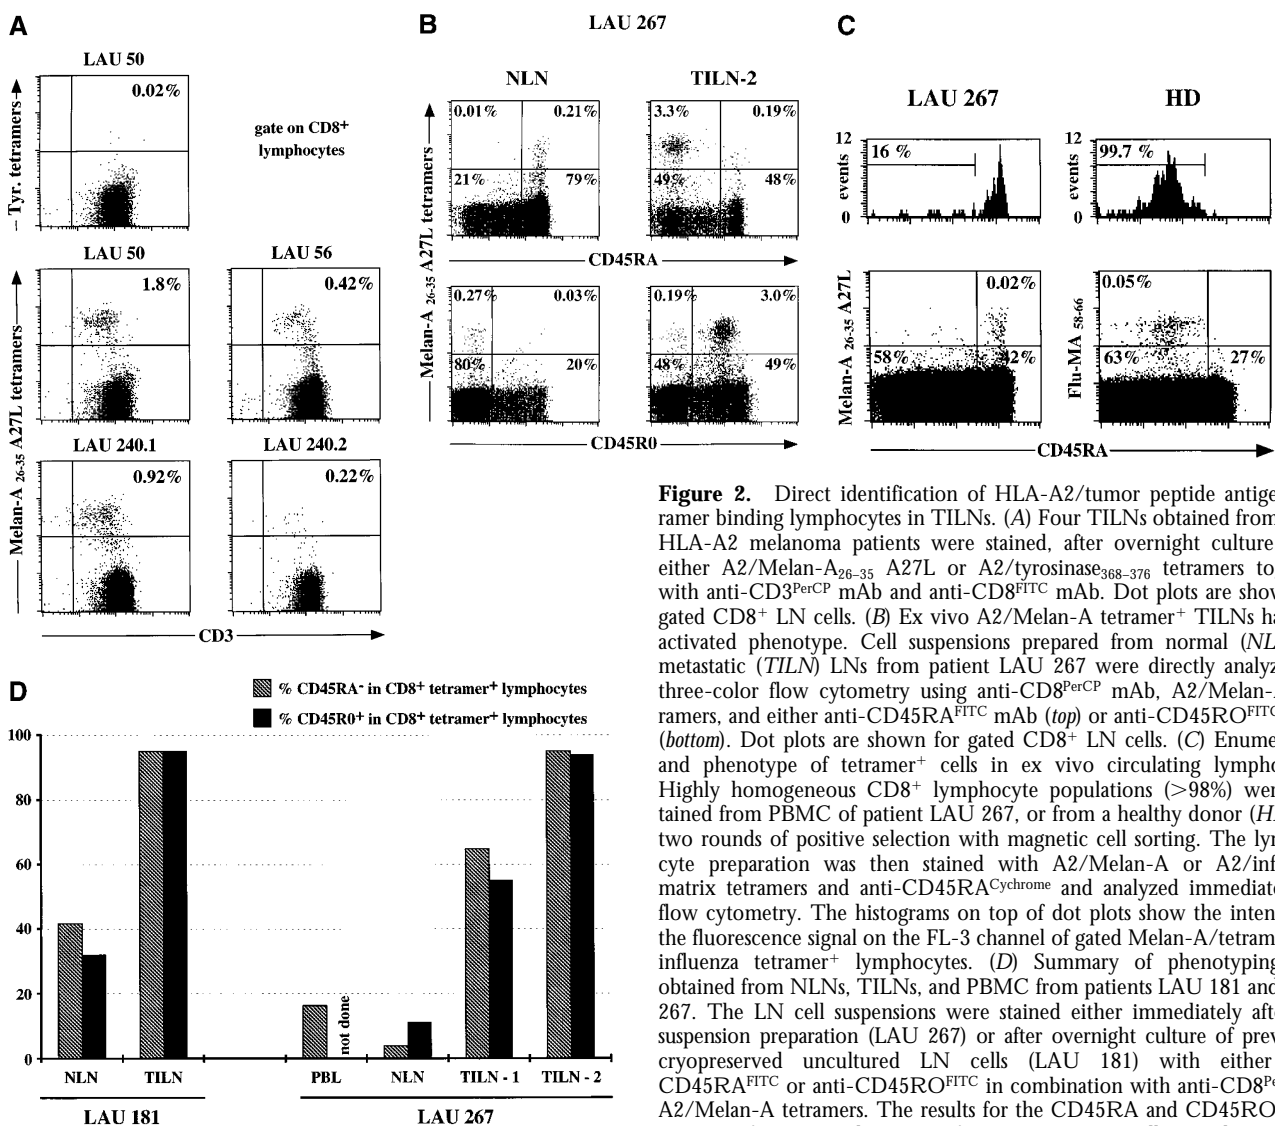 A
LAU 50
Tyr. tetramers
0.02%
gate on CD8+
lymphocytes
LAU 50
1.8%
LAU 56
0.42%
Melan-A 26-35 A27L tetramers
LAU 240.1
0.92%
LAU 240.2
0.22%
CD3
B
LAU 267
NLN
TILN-2
Melan-A 26-35 A27L tetramers
0.01%
0.21%
21%
79%
3.3%
0.19%
49%
48%
CD45RA
0.27%
0.03%
80%
20%
0.19%
3.0%
48%
49%
CD45R0
C
LAU 267
HD
12
events
0
16 %
12
events
0
99.7 %
Melan-A 26-35 A27L
0.02%
58%
42%
Flu-MA 58-66
0.05%
63%
27%
CD45RA
D
% CD45RA- in CD8+ tetramer+ lymphocytes
% CD45R0+ in CD8+ tetramer+ lymphocytes
100
80
60
40
20
0
not done
NLN
TILN
PBL
NLN
TILN - 1
TILN - 2
LAU 181
LAU 267
Figure 2. Direct identification of HLA-A2/tumor peptide antige
ramer binding lymphocytes in TILNs. (A) Four TILNs obtained from
HLA-A2 melanoma patients were stained, after overnight culture
either A2/Melan-A26–35 A27L or A2/tyrosinase368–376 tetramers to
with anti-CD3PerCP mAb and anti-CD8FITC mAb. Dot plots are show
gated CD8+ LN cells. (B) Ex vivo A2/Melan-A tetramer+ TILNs ha
activated phenotype. Cell suspensions prepared from normal (NL
metastatic (TILN) LNs from patient LAU 267 were directly analyz
three-color flow cytometry using anti-CD8PerCP mAb, A2/Melan-
ramers, and either anti-CD45RAFITC mAb (top) or anti-CD45ROFITC
(bottom). Dot plots are shown for gated CD8+ LN cells. (C) Enume
and phenotype of tetramer+ cells in ex vivo circulating lympho
Highly homogeneous CD8+ lymphocyte populations (>98%) wer
tained from PBMC of patient LAU 267, or from a healthy donor (H
two rounds of positive selection with magnetic cell sorting. The lyr
cyte preparation was then stained with A2/Melan-A or A2/inf
matrix tetramers and anti-CD45RACychrome and analyzed immediat
flow cytometry. The histograms on top of dot plots show the inten
the fluorescence signal on the FL-3 channel of gated Melan-A/tetram
influenza tetramer+ lymphocytes. (D) Summary of phenotyping
obtained from NLNs, TILNs, and PBMC from patients LAU 181 and
267. The LN cell suspensions were stained either immediately aft
suspension preparation (LAU 267) or after overnight culture of prev
cryopreserved uncultured LN cells (LAU 181) with either
CD45RAFITC or anti-CD45ROFITC in combination with anti-CD8Pe
A2/Melan-A tetramers. The results for the CD45RA and CD45RO